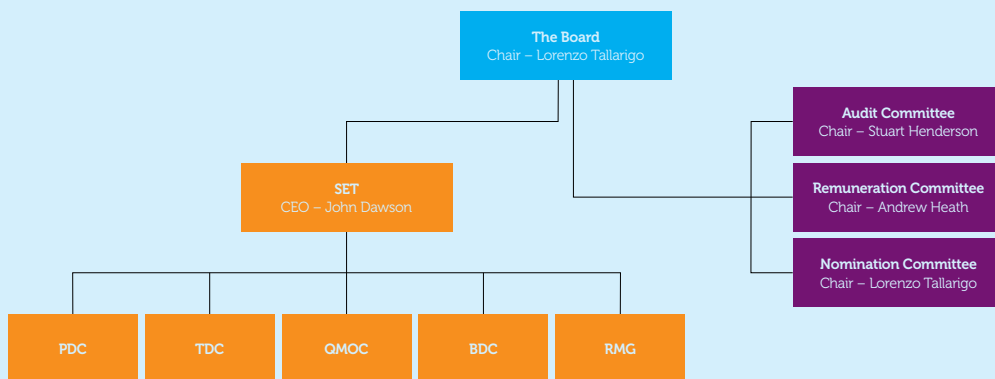 The Board
Chair – Lorenzo Tallarigo
Audit Committee
Chair – Stuart Henderson
SET
CEO – John Dawson
Remuneration Committee
Chair – Andrew Heath
Nomination Committee
Chair – Lorenzo Tallarigo
PDC
TDC
QMOC
BDC
RMG